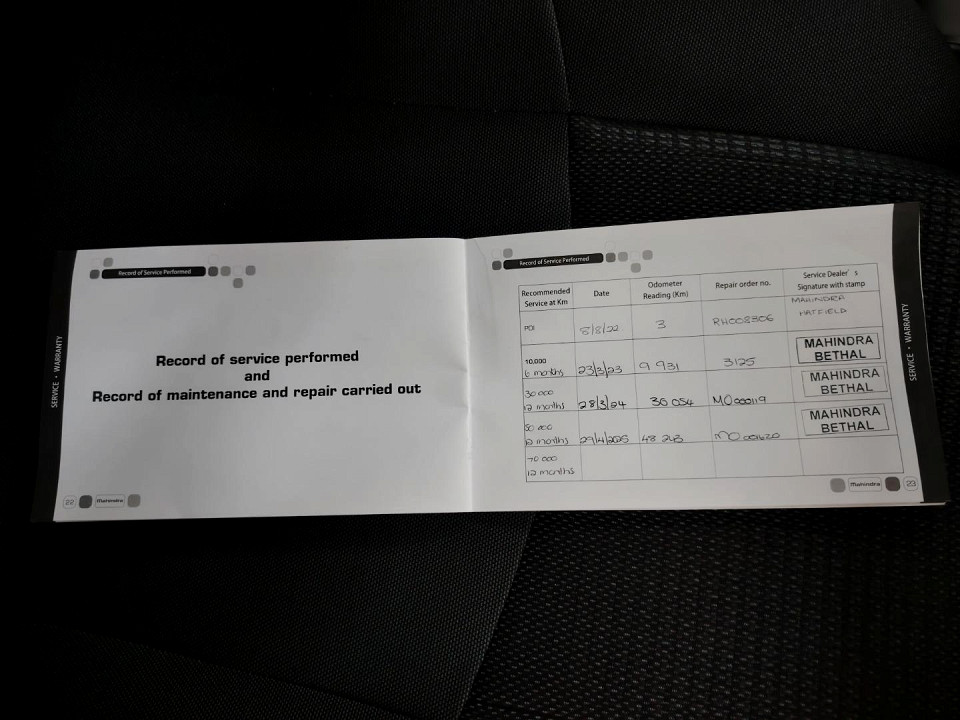 Record of Service Performed
SERVICE • WARRANTY
Record of service performed
and
Record of maintenance and repair carried out
22 Mahindra
Record of Service Performed
Recommended Service at Km Date Odometer Reading (Km) Repair order no. Service Dealer's Signature with stamp
PDI 8/8/22 3 RH008306 MAHINDRA HATFIELD
10,000 6 months 23/3/23 9 931 3125 MAHINDRA BETHAL
30 000 12 months 28/3/24 36 054 MO000119 MAHINDRA BETHAL
50 000 12 months 29/4/2025 48 243 MAHINDRA BETHAL
70 000 12 months
SERVICE • WARRANTY
Mahindra 23